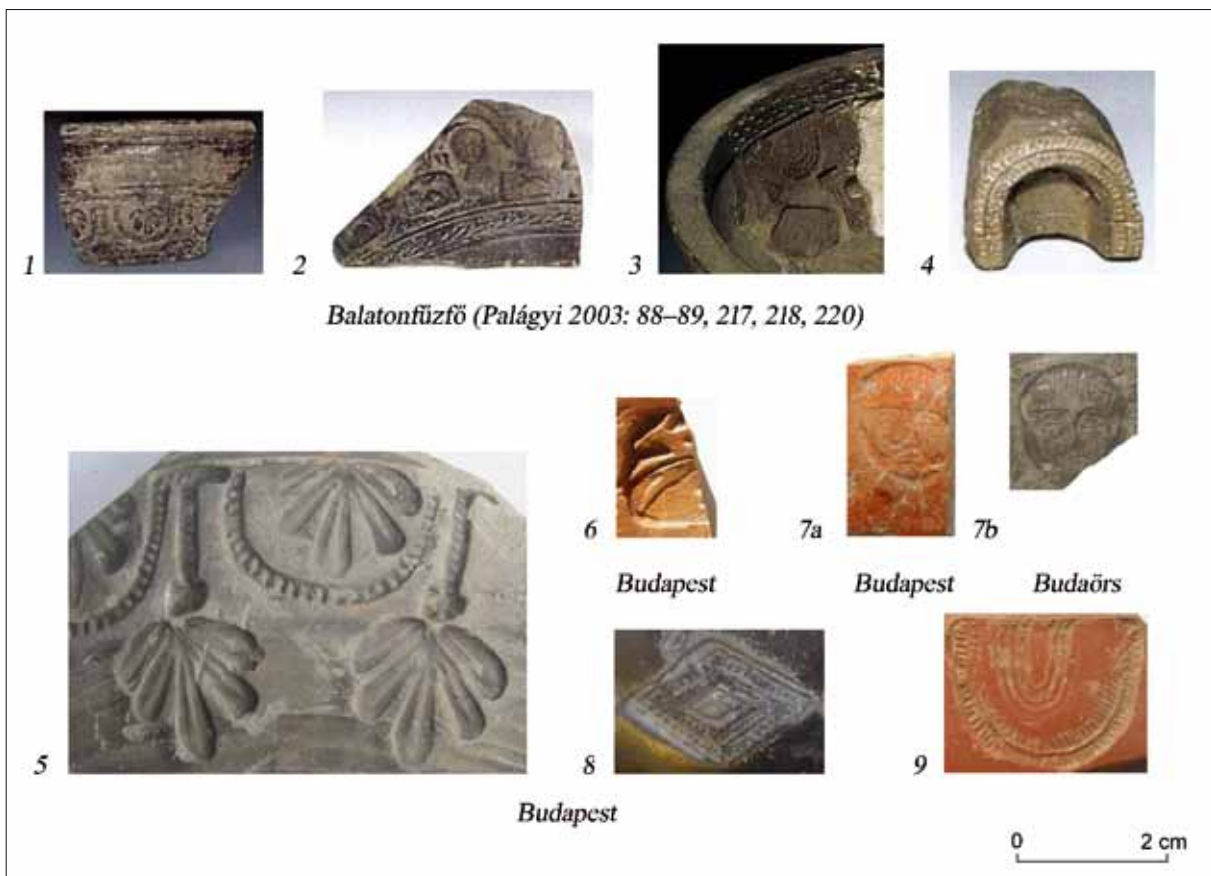 1
2
3
4
Balatonfűzfő (Palágyi 2003: 88–89, 217, 218, 220)
6
7a
7b
Budapest
Budapest
Budaörs
5
8
9
Budapest
0 2 cm